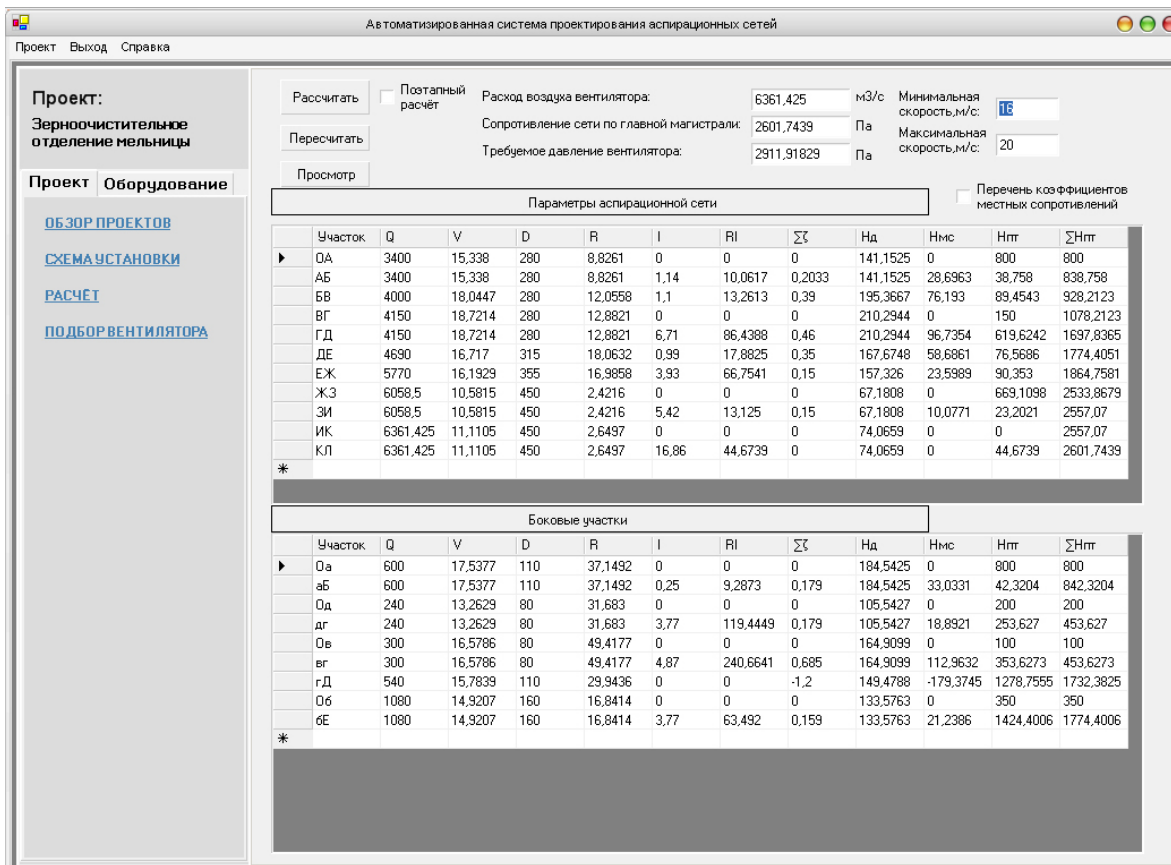 Автоматизированная система проектирования аспирационных сетей
Проект Выход Справка
Проект:
Зерноочистительное
отделение мельницы
Проект Оборудование
ОБЗОР ПРОЕКТОВ
СХЕМА УСТАНОВКИ
РАСЧЁТ
ПОДБОР ВЕНТИЛЯТОРА
Рассчитать
Пересчитать
Просмотр
Поэтапный
расчёт
Расход воздуха вентилятора: 6361,425 м3/с
Сопротивление сети по главной магистрали: 2601,7439 Па
Требуемое давление вентилятора: 2911,91829 Па
Минимальная
скорость,м/с: 16
Максимальная
скорость,м/с: 20
Перечень коэффициентов
местных сопротивлений
Параметры аспирационной сети
Участок Q V D R l Rl ∑ζ Нд Нмс Нпт ∑Нпт
ОА 3400 15,338 280 8,8261 0 0 0 141,1525 0 800 800
АБ 3400 15,338 280 8,8261 1,14 10,0617 0,2033 141,1525 28,6963 38,758 838,758
БВ 4000 18,0447 280 12,0558 1,1 13,2613 0,39 195,3667 76,193 89,4543 928,2123
ВГ 4150 18,7214 280 12,8821 0 0 0 210,2944 0 150 1078,2123
ГД 4150 18,7214 280 12,8821 6,71 86,4388 0,46 210,2944 96,7354 619,6242 1697,8365
ДЕ 4690 16,717 315 18,0632 0,99 17,8825 0,35 167,6748 58,6861 76,5686 1774,4051
ЕЖ 5770 16,1929 355 16,9858 3,93 66,7541 0,15 157,326 23,5989 90,353 1864,7581
ЖЗ 6058,5 10,5815 450 2,4216 0 0 0 67,1808 0 669,1098 2533,8679
ЗИ 6058,5 10,5815 450 2,4216 5,42 13,125 0,15 67,1808 10,0771 23,2021 2557,07
ИК 6361,425 11,1105 450 2,6497 0 0 0 74,0659 0 0 2557,07
КЛ 6361,425 11,1105 450 2,6497 16,86 44,6739 0 74,0659 0 44,6739 2601,7439
Боковые участки
Участок Q V D R l Rl ∑ζ Нд Нмс Нпт ∑Нпт
Оа 600 17,5377 110 37,1492 0 0 0 184,5425 0 800 800
аБ 600 17,5377 110 37,1492 0,25 9,2873 0,179 184,5425 33,0331 42,3204 842,3204
Од 240 13,2629 80 31,683 0 0 0 105,5427 0 200 200
дг 240 13,2629 80 31,683 3,77 119,4449 0,179 105,5427 18,8921 253,627 453,627
Ов 300 16,5786 80 49,4177 0 0 0 164,9099 0 100 100
вг 300 16,5786 80 49,4177 4,87 240,6641 0,685 164,9099 112,9632 353,6273 453,6273
гД 540 15,7839 110 29,9436 0 0 -1,2 149,4788 -179,3745 1278,7555 1732,3825
Об 1080 14,9207 160 16,8414 0 0 0 133,5763 0 350 350
бЕ 1080 14,9207 160 16,8414 3,77 63,492 0,159 133,5763 21,2386 1424,4006 1774,4006